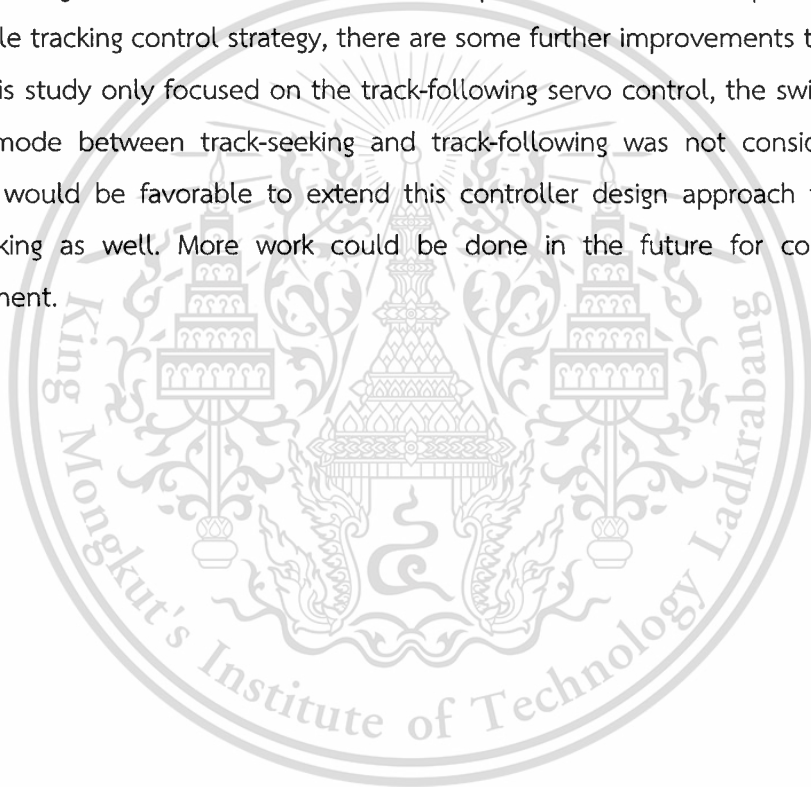 le tracking control strategy, there are some further improvements t
is study only focused on the track-following servo control, the swi
mode between track-seeking and track-following was not consid
would be favorable to extend this controller design approach
king as well. More work could be done in the future for co
nent.
King Mongkut's Institute of Technology Ladkrabang